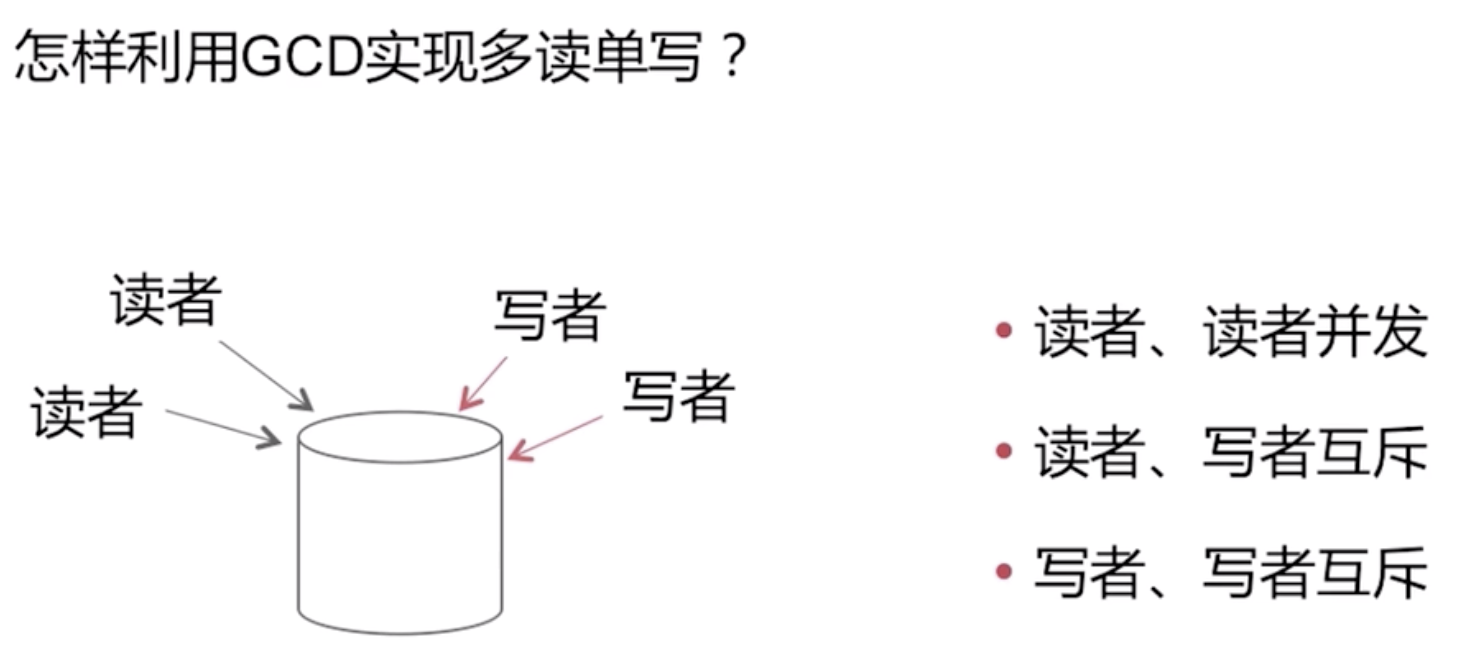 怎样利用GCD实现多读单写？
读者
写者
读者
写者
• 读者、读者并发
• 读者、写者互斥
• 写者、写者互斥